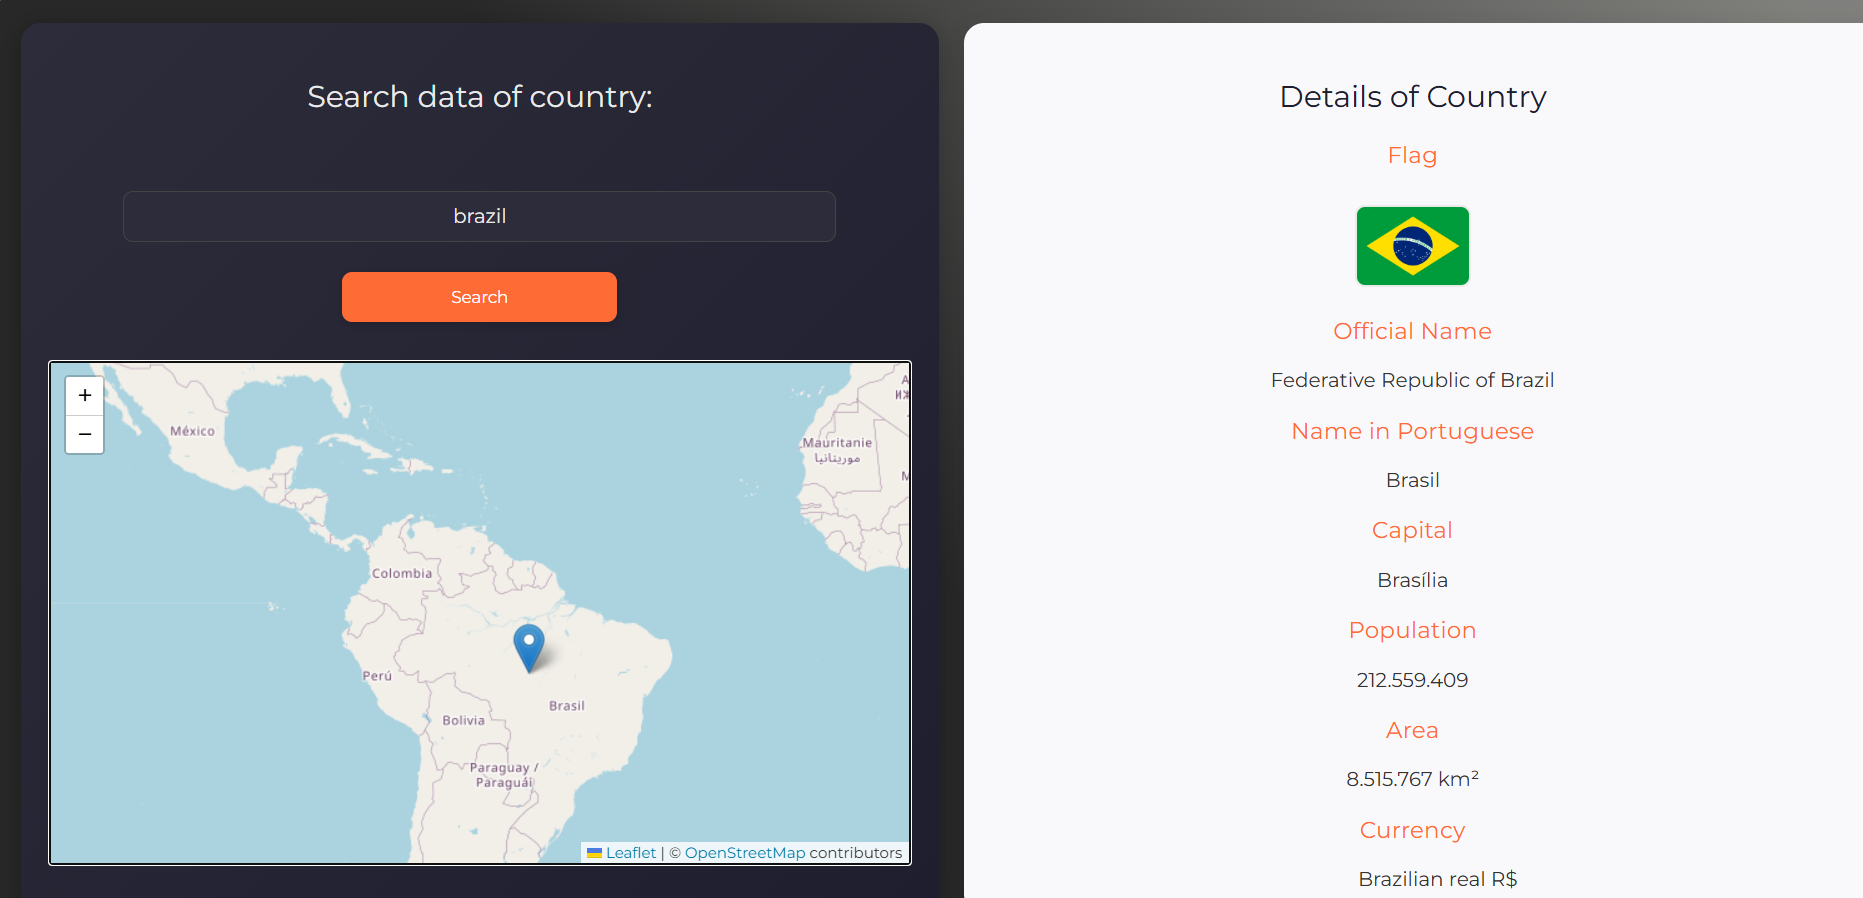 Search data of country:
brazil
Search
+
−
México
Mauritanie
موريتانيا
Colombia
Perú
Brasil
Bolivia
Paraguay /
Paraguái
Leaflet | © OpenStreetMap contributors
Details of Country
Flag
Official Name
Federative Republic of Brazil
Name in Portuguese
Brasil
Capital
Brasília
Population
212.559.409
Area
8.515.767 km²
Currency
Brazilian real R$